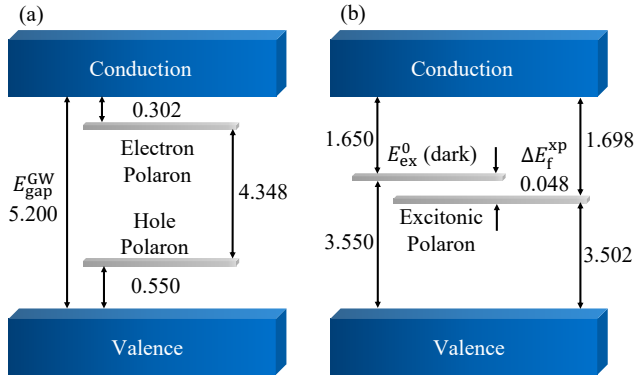 (a)
Conduction
0.302
Electron
Polaron
E_gap^GW
5.200
4.348
Hole
Polaron
0.550
Valence
(b)
Conduction
1.650
E_ex^0 (dark)
ΔE_f^xp
0.048
1.698
Excitonic
Polaron
3.550
3.502
Valence